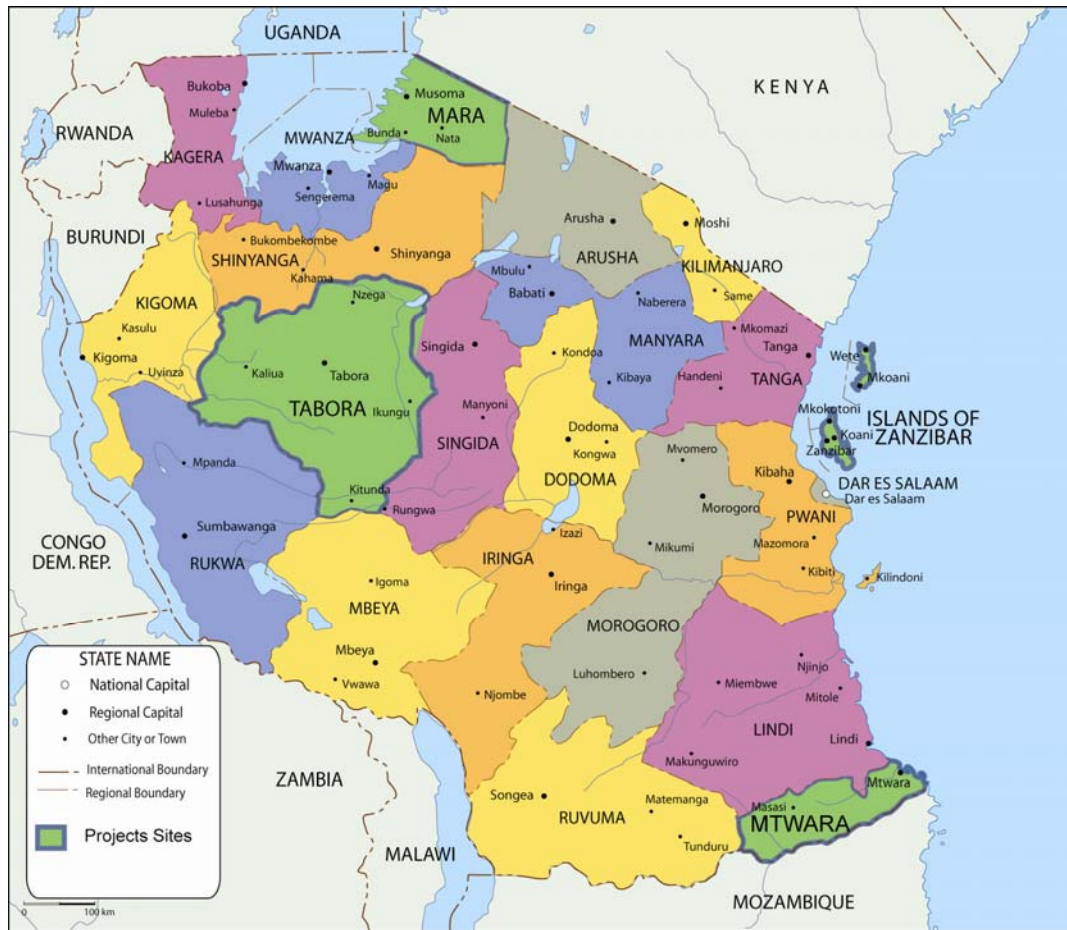 UGANDA
KENYA
RWANDA
BURUNDI
CONGO
DEM. REP.
ZAMBIA
MALAWI
MOZAMBIQUE
Bukoba
Muleba
KAGERA
Lusahunga
Musoma
MARA
Bunda
Nata
MWANZA
Mwanza
Magu
Sengerema
Bukombekombe
SHINYANGA
Shinyanga
Kahama
Arusha
ARUSHA
Moshi
KILIMANJARO
Same
KIGOMA
Kasulu
Kigoma
Uvinza
Nzega
Kaliua
Tabora
TABORA
Ikungu
Kitunda
Mbulu
Babati
Naberera
MANYARA
Kibaya
Singida
Manyoni
SINGIDA
Rungwa
Kondoa
Dodoma
Kongwa
DODOMA
Mkomazi
Tanga
Handeni
TANGA
Wete
Mkoani
Mkokotoni
Koani
Zanzibar
ISLANDS OF
ZANZIBAR
DAR ES SALAAM
Dar es Salaam
Mvomero
Morogoro
Mikumi
Kibaha
PWANI
Mazomora
Kibiti
Kilindoni
Mpanda
Sumbawanga
RUKWA
Igoma
MBEYA
Mbeya
Vwawa
Izazi
IRINGA
Iringa
Njombe
MOROGORO
Luhombero
Njinjo
Miembwe
Mitole
LINDI
Lindi
Makunguwiro
Songea
RUVUMA
Matemanga
Tunduru
Mtwara
Masasi
MTWARA
STATE NAME
National Capital
Regional Capital
Other City or Town
International Boundary
Regional Boundary
Projects Sites
0 100 km